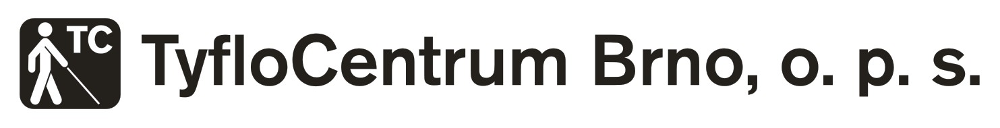 TC
TyfloCentrum Brno, o. p. s.